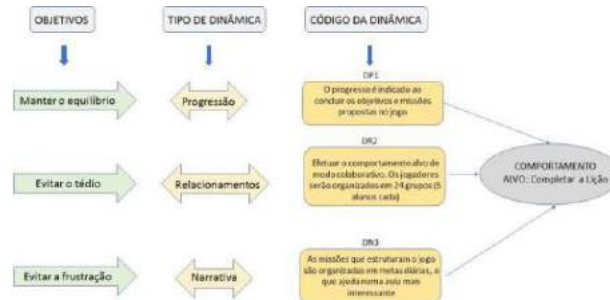 OBJETIVOS
TIPO DE DINÂMICA
CÓDIGO DA DINÂMICA
Manter o equilíbrio
Progressão
DP1
O progresso é indicado ao
concluir os objetivos e missões
propostas no jogo
Evitar o tédio
Relacionamentos
DR2
Efetuar o comportamento alvo de
modo colaborativo. Os jogadores
serão organizados em 24 grupos (5
alunos cada)
COMPORTAMENTO
ALVO: Completar a Lição
Evitar a frustração
Narrativa
DN3
As missões que estruturam o jogo
são organizadas em metas diárias, o
que ajuda numa aula mais
interessante